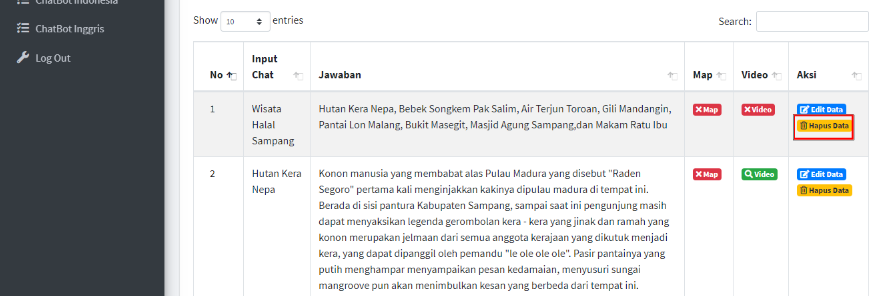 ChatBot Indonesia
ChatBot Inggris
Log Out
Show 10 entries
Search:
No
Input Chat
Jawaban
Map
Video
Aksi
1
Wisata Halal Sampang
Hutan Kera Nepa, Bebek Songkem Pak Salim, Air Terjun Toroan, Gili Mandangin,
Pantai Lon Malang, Bukit Masegit, Masjid Agung Sampang,dan Makam Ratu Ibu
Map
Video
Edit Data
Hapus Data
2
Hutan Kera Nepa
Konon manusia yang membabat alas Pulau Madura yang disebut "Raden
Segoro" pertama kali menginjakkan kakinya dipulau madura di tempat ini.
Berada di sisi pantura Kabupaten Sampang, sampai saat ini pengunjung masih
dapat menyaksikan legenda gerombolan kera - kera yang jinak dan ramah yang
konon merupakan jelmaan dari semua anggota kerajaan yang dikutuk menjadi
kera, yang dapat dipanggil oleh pemandu "le ole ole ole". Pasir pantainya yang
putih menghampar menyampaikan pesan kedamaian, menyusuri sungai
mangroove pun akan menimbulkan kesan yang berbeda dari tempat ini.
Map
Video
Edit Data
Hapus Data